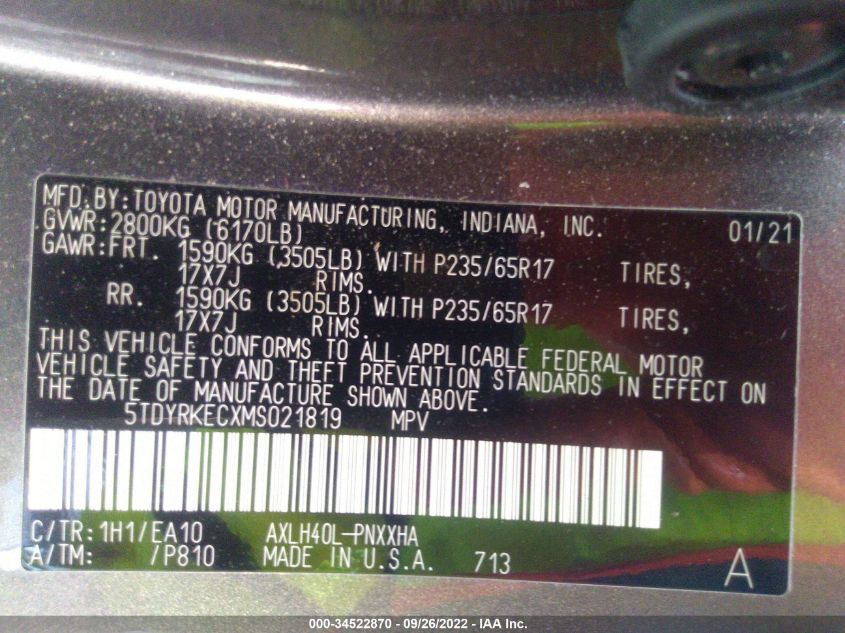 MFD.BY:TOYOTA MOTOR MANUFACTURING, INDIANA, INC. 01/21
GVWR:2800KG (6170LB)
GAWR:FRT. 1590KG (3505LB) WITH P235/65R17 TIRES,
17X7J RIMS.
RR. 1590KG (3505LB) WITH P235/65R17 TIRES,
17X7J RIMS.
THIS VEHICLE CONFORMS TO ALL APPLICABLE FEDERAL MOTOR
VEHICLE SAFETY AND THEFT PREVENTION STANDARDS IN EFFECT ON
THE DATE OF MANUFACTURE SHOWN ABOVE.
5TDYRKECXMS021819 MPV
C/TR:1H1/EA10 AXLH40L-PNXXHA
A/TM: /P810 MADE IN U.S.A. 713 A
000-34522870 - 09/26/2022 - IAA Inc.